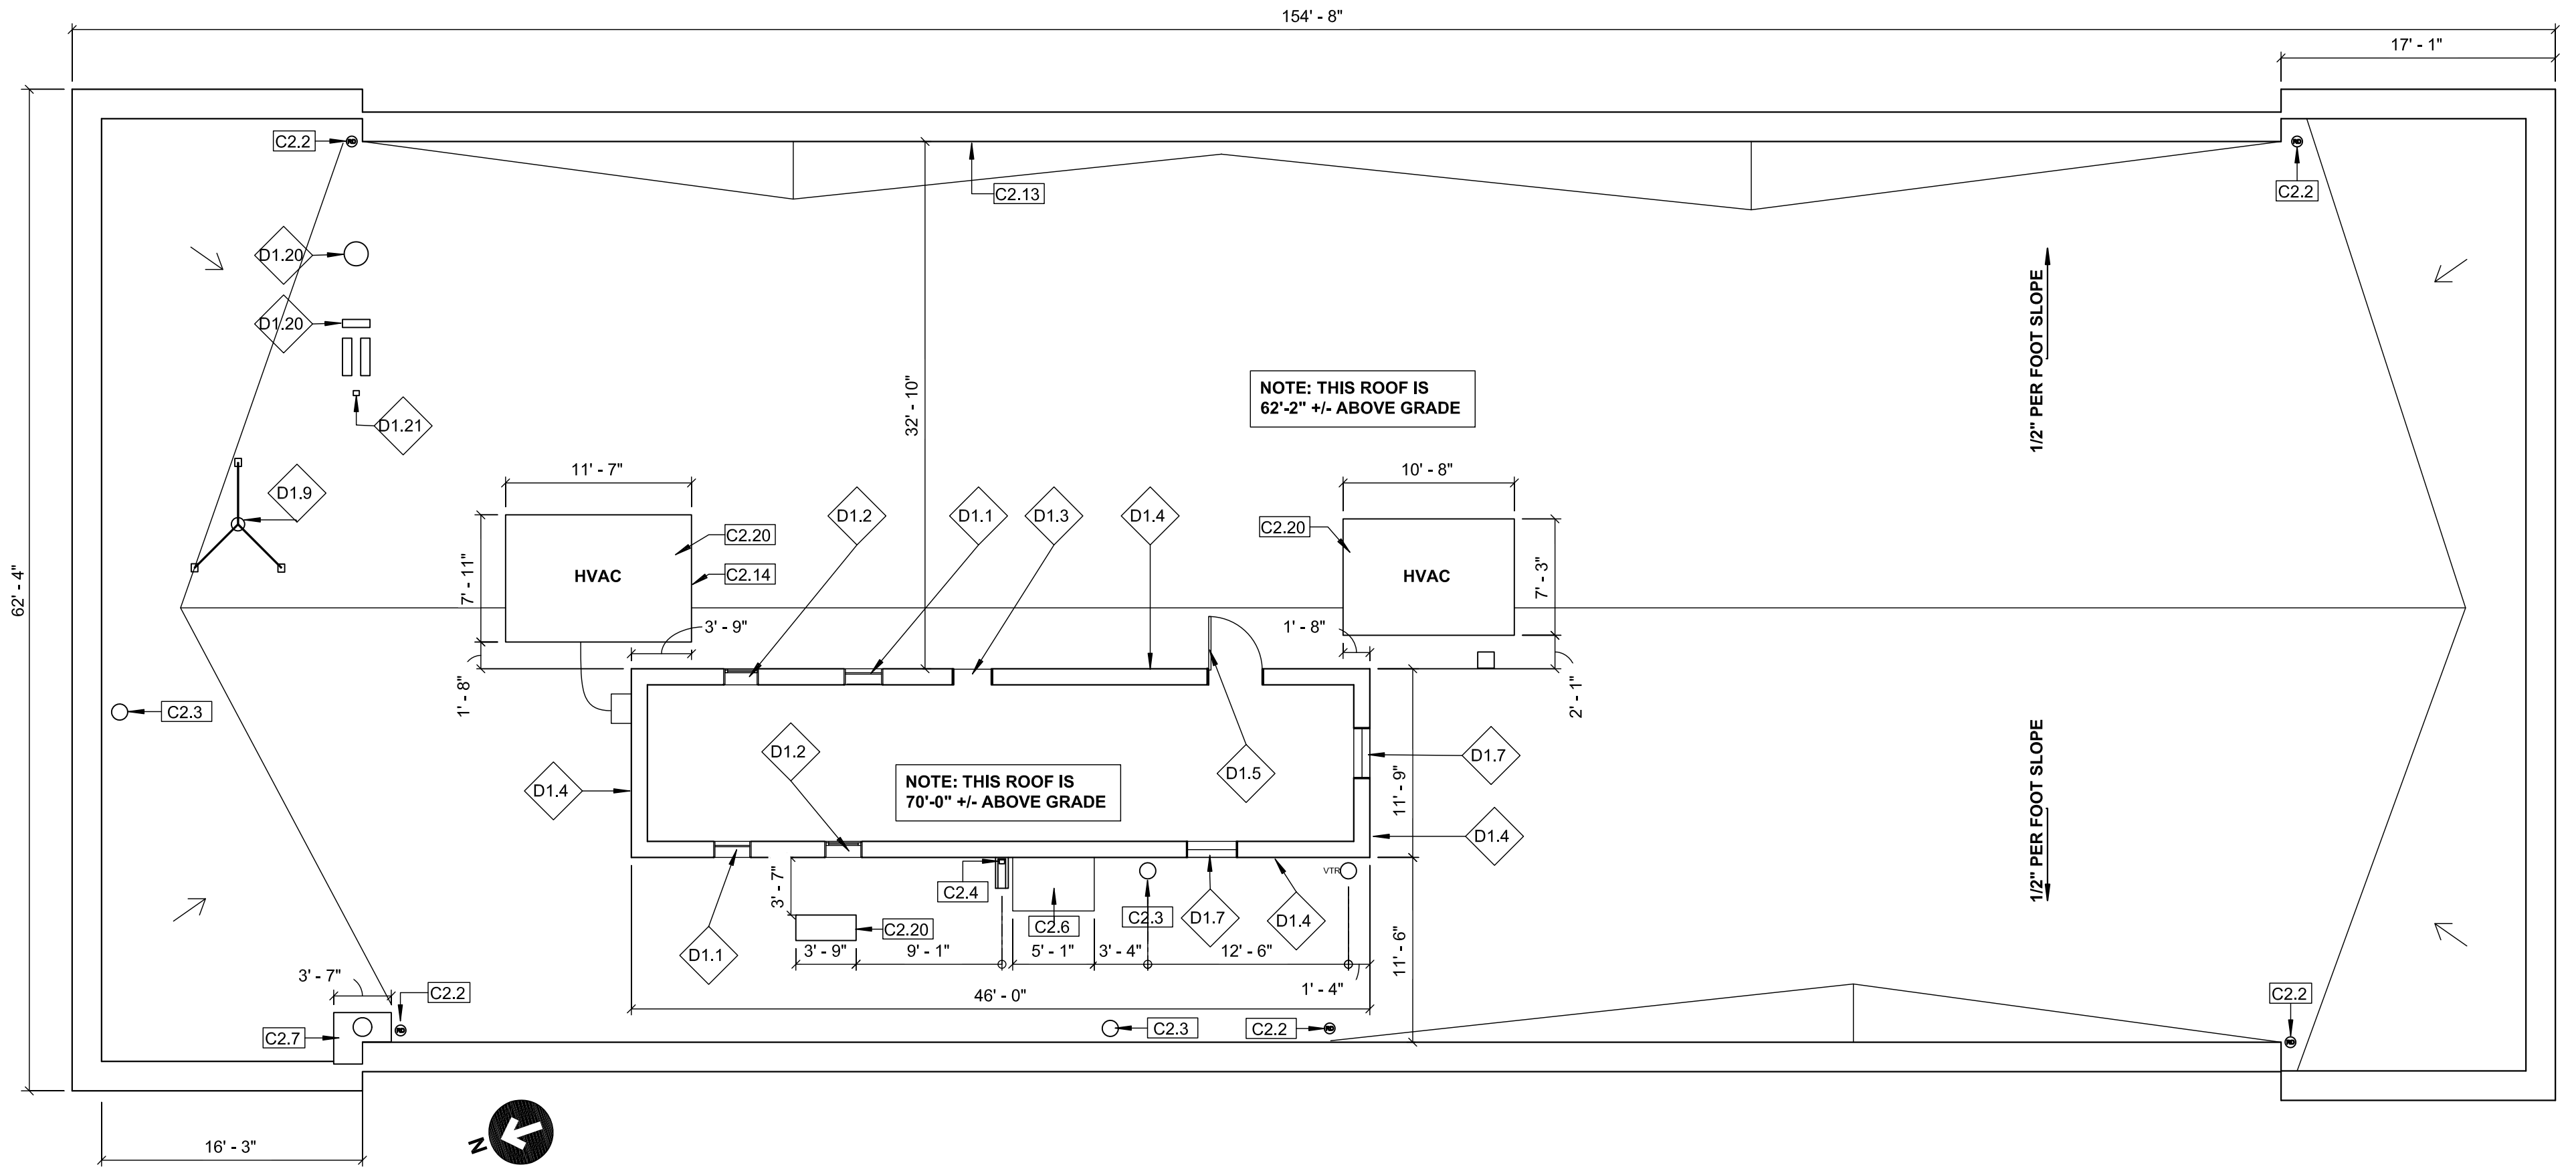 154' - 8"
17' - 1"
C2.2
RD
RD
C2.13
C2.2
D1.20
D1.20
D1.21
1/2" PER FOOT SLOPE
NOTE: THIS ROOF IS
62'-2" +/- ABOVE GRADE
32' - 10"
D1.9
11' - 7"
10' - 8"
D1.2
D1.1
D1.3
D1.4
C2.20
C2.20
HVAC
C2.14
HVAC
7' - 11"
7' - 3"
62' - 4"
3' - 9"
1' - 8"
1' - 8"
2' - 1"
C2.3
D1.2
D1.7
D1.5
D1.4
NOTE: THIS ROOF IS
70'-0" +/- ABOVE GRADE
11' - 9"
D1.4
1/2" PER FOOT SLOPE
VTR
3' - 7"
C2.4
C2.3
D1.7
D1.4
C2.20
C2.6
D1.1
3' - 9"
9' - 1"
5' - 1"
3' - 4"
12' - 6"
11' - 6"
3' - 7"
1' - 4"
C2.2
46' - 0"
C2.2
C2.7
RD
C2.3
C2.2
RD
RD
16' - 3"
N